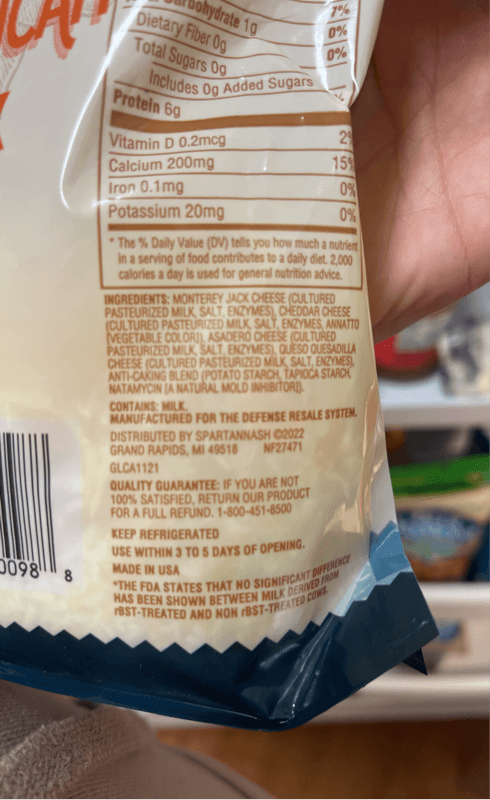 ICAN
Carbohydrate 1g
1%
Dietary Fiber 0g
0%
Total Sugars 0g
Includes 0g Added Sugars
0%
Protein 6g
Vitamin D 0.2mcg
2%
Calcium 200mg
15%
Iron 0.1mg
0%
Potassium 20mg
0%
* The % Daily Value (DV) tells you how much a nutrient
in a serving of food contributes to a daily diet. 2,000
calories a day is used for general nutrition advice.
INGREDIENTS: MONTEREY JACK CHEESE (CULTURED
PASTEURIZED MILK, SALT, ENZYMES), CHEDDAR CHEESE
(CULTURED PASTEURIZED MILK, SALT, ENZYMES, ANNATTO
[VEGETABLE COLOR]), ASADERO CHEESE (CULTURED
PASTEURIZED MILK, SALT, ENZYMES), QUESO QUESADILLA
CHEESE (CULTURED PASTEURIZED MILK, SALT, ENZYMES),
ANTI-CAKING BLEND (POTATO STARCH, TAPIOCA STARCH,
NATAMYCIN [A NATURAL MOLD INHIBITOR]).
CONTAINS: MILK.
MANUFACTURED FOR THE DEFENSE RESALE SYSTEM.
DISTRIBUTED BY SPARTANNASH ©2022
GRAND RAPIDS, MI 49518 NF27471
GLCA1121
QUALITY GUARANTEE: IF YOU ARE NOT
100% SATISFIED, RETURN OUR PRODUCT
FOR A FULL REFUND. 1-800-451-8500
KEEP REFRIGERATED
USE WITHIN 3 TO 5 DAYS OF OPENING.
MADE IN USA
*THE FDA STATES THAT NO SIGNIFICANT DIFFERENCE
HAS BEEN SHOWN BETWEEN MILK DERIVED FROM
rBST-TREATED AND NON rBST-TREATED COWS.
0098 8